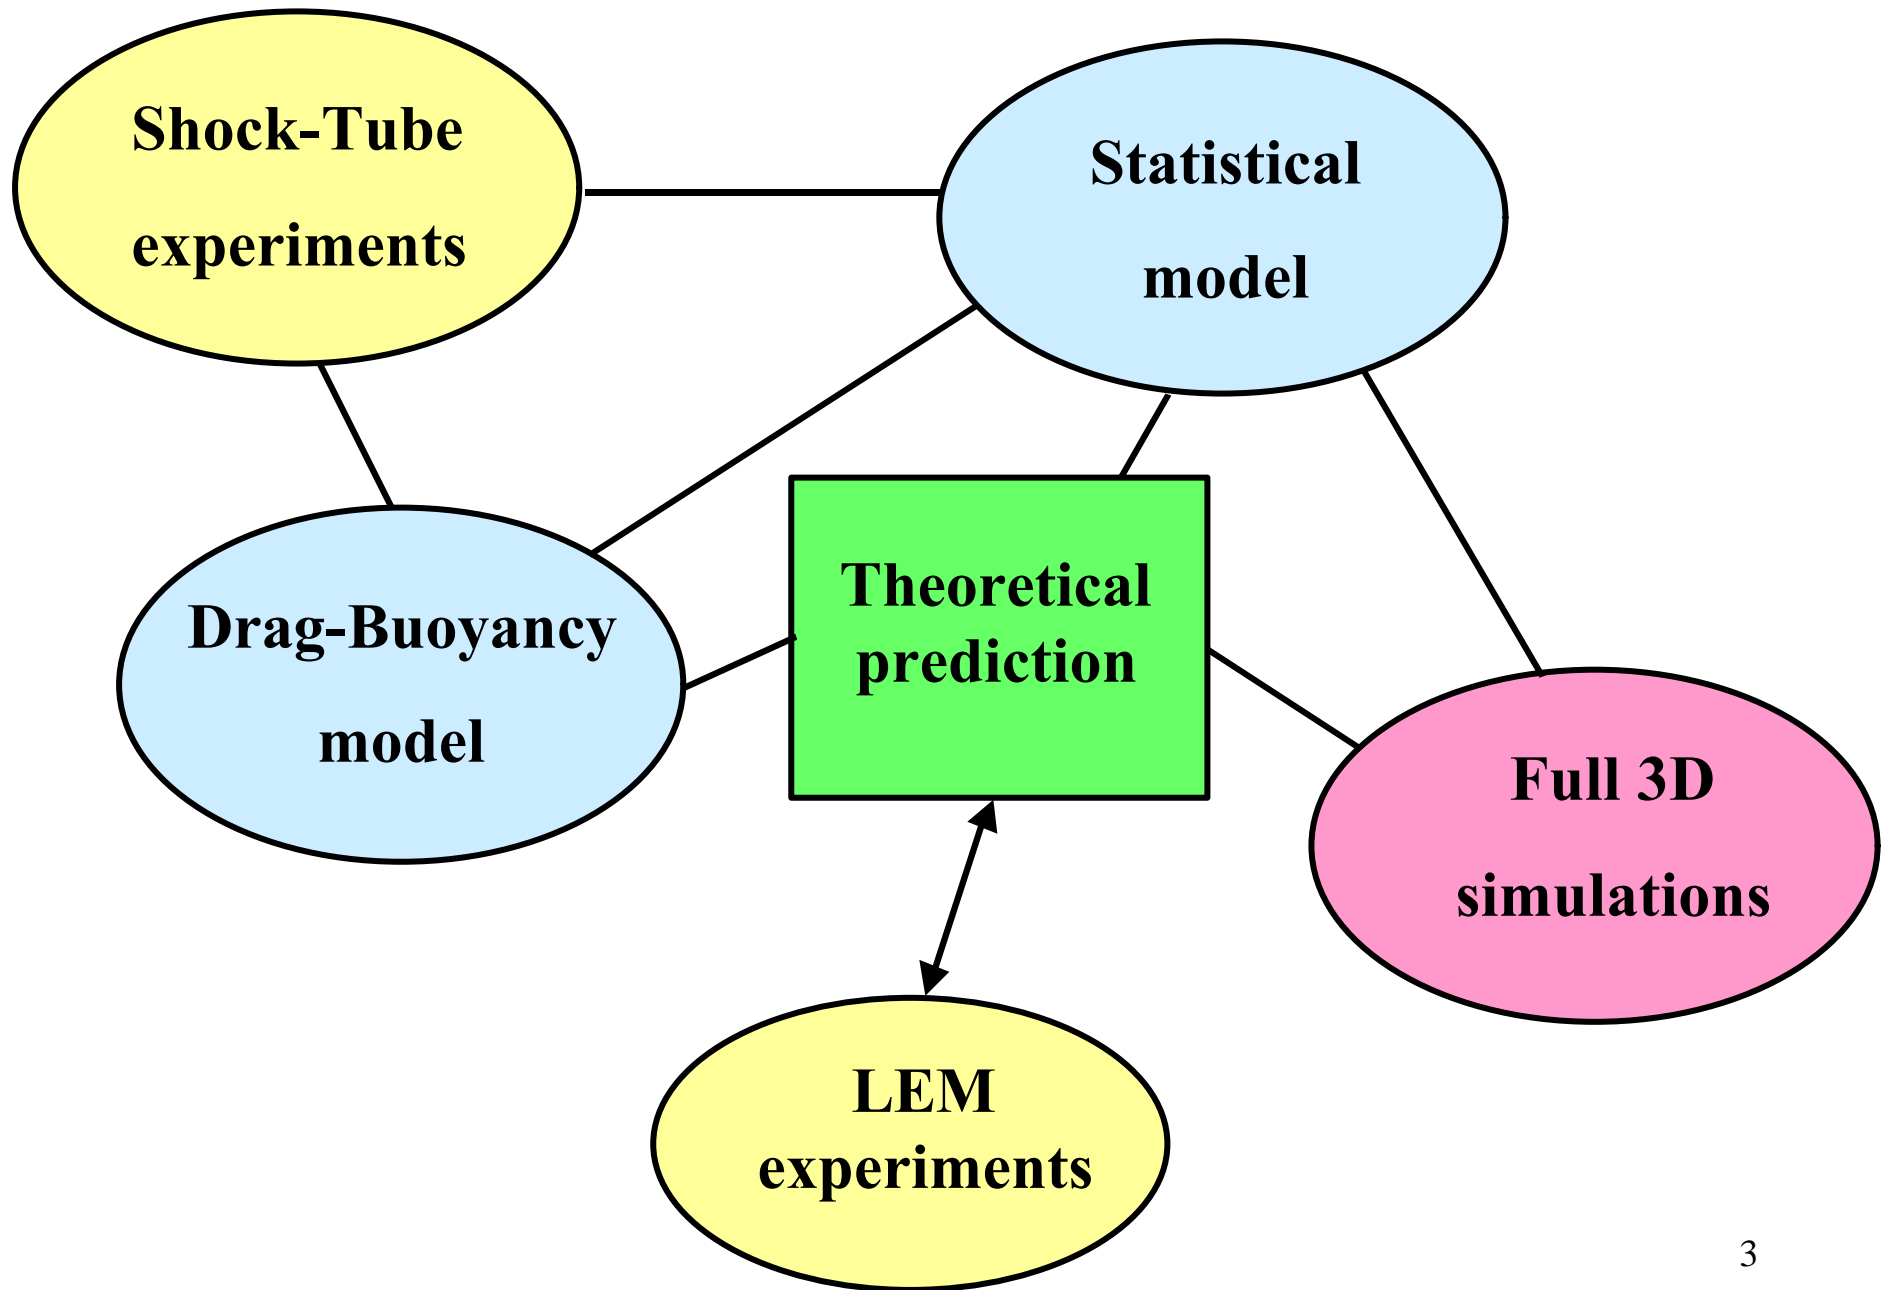 Shock-Tube
experiments
Statistical
model
Theoretical
prediction
Drag-Buoyancy
model
Full 3D
simulations
LEM
experiments
3